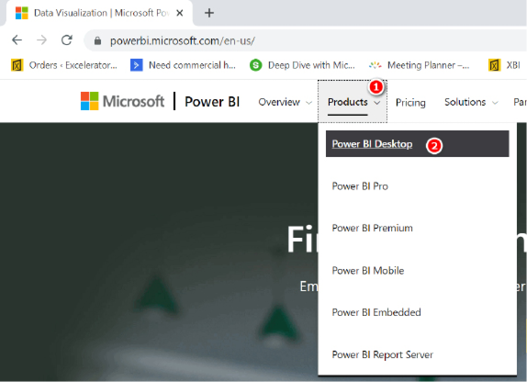 Data Visualization | Microsoft Pow
powerbi.microsoft.com/en-us/
Orders - Excelerator... Need commercial h... Deep Dive with Mic... Meeting Planner –... XBI
Microsoft | Power BI Overview Products 1 Pricing Solutions Par
Power BI Desktop 2
Power BI Pro
Power BI Premium
Fi
Power BI Mobile
Em
Power BI Embedded
Power BI Report Server